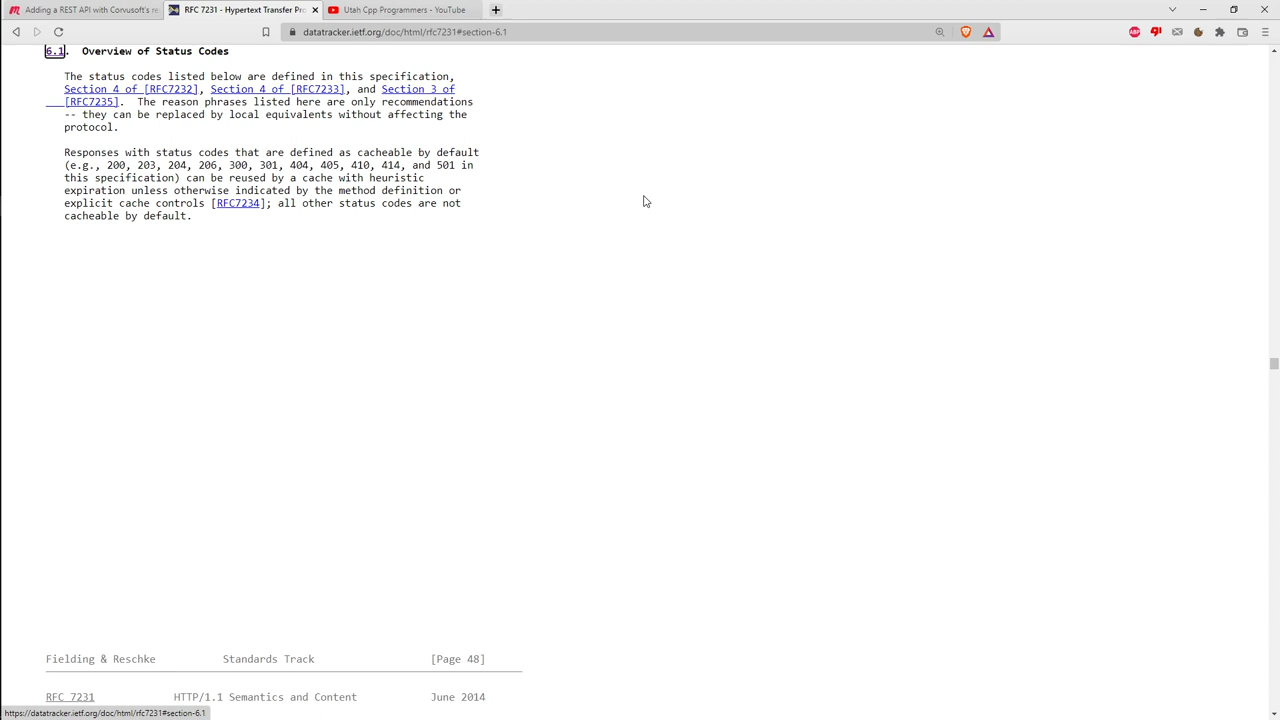 Adding a REST API with Corvusoft's re
RFC 7231 - Hypertext Transfer Pro
Utah Cpp Programmers - YouTube
datatracker.ietf.org/doc/html/rfc7231#section-6.1
6.1. Overview of Status Codes
The status codes listed below are defined in this specification,
Section 4 of [RFC7232], Section 4 of [RFC7233], and Section 3 of
[RFC7235]. The reason phrases listed here are only recommendations
-- they can be replaced by local equivalents without affecting the
protocol.
Responses with status codes that are defined as cacheable by default
(e.g., 200, 203, 204, 206, 300, 301, 404, 405, 410, 414, and 501 in
this specification) can be reused by a cache with heuristic
expiration unless otherwise indicated by the method definition or
explicit cache controls [RFC7234]; all other status codes are not
cacheable by default.
Fielding & Reschke Standards Track [Page 48]
RFC 7231 HTTP/1.1 Semantics and Content June 2014
https://datatracker.ietf.org/doc/html/rfc7231#section-6.1